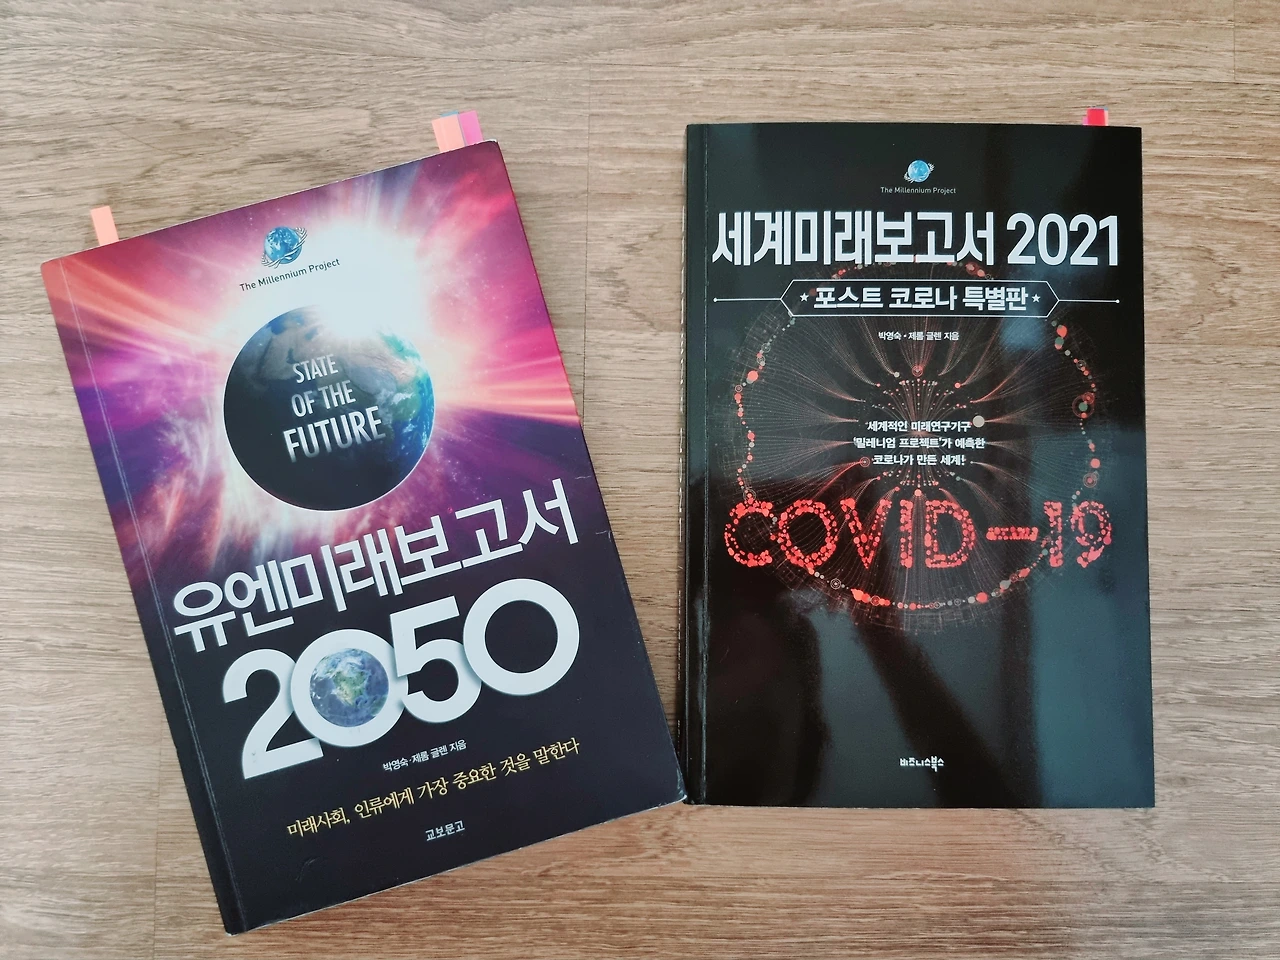 The Millennium Project
STATE
OF THE
FUTURE
유엔미래보고서
2050
박영숙·제롬 글렌 지음
미래사회, 인류에게 가장 중요한 것을 말한다
교보문고
The Millennium Project
세계미래보고서 2021
★ 포스트 코로나 특별판 ★
박영숙·제롬 글렌 지음
세계적인 미래연구기구
'밀레니엄 프로젝트'가 예측한
코로나가 만든 세계!
COVID-19
비즈니스북스